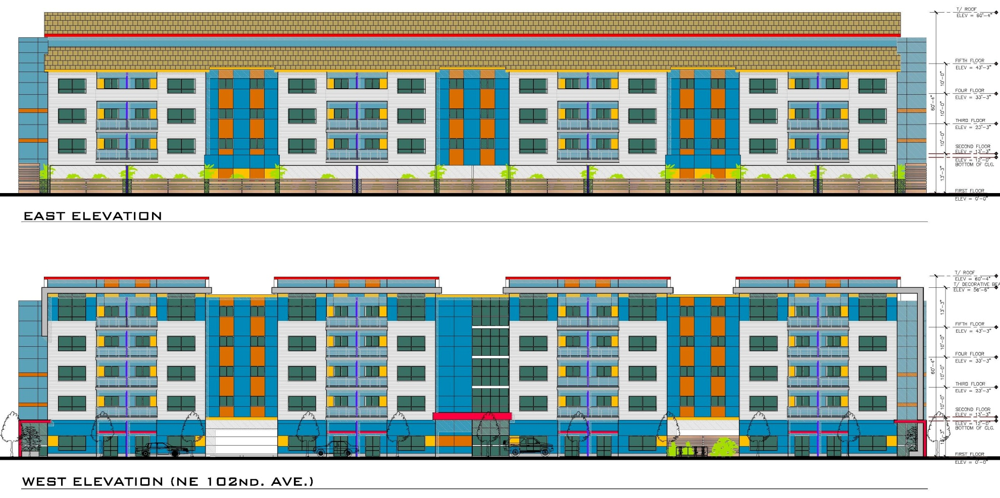 T/ ROOF
ELEV = 60'-4"
FIFTH FLOOR
ELEV = 43'-3"
10'-0"
FOUR FLOOR
ELEV = 33'-3"
60'-4"
10'-0"
THIRD FLOOR
ELEV = 23'-3"
10'-0"
SECOND FLOOR
ELEV = 13'-3"
ELEV = 12'-0"
BOTTOM OF CLG.
13'-3"
FIRST FLOOR
ELEV = 0'-0"
EAST ELEVATION
T/ ROOF
ELEV = 60'-4"
T/ DECORATIVE BEA
ELEV = 56'-6"
13'-3"
FIFTH FLOOR
ELEV = 43'-3"
10'-0"
FOUR FLOOR
ELEV = 33'-3"
60'-4"
10'-0"
THIRD FLOOR
ELEV = 23'-3"
10'-0"
SECOND FLOOR
ELEV = 13'-3"
ELEV = 12'-0"
BOTTOM OF CLG.
FIRST FLOOR
ELEV = 0'-0"
WEST ELEVATION (NE 102ND. AVE.)